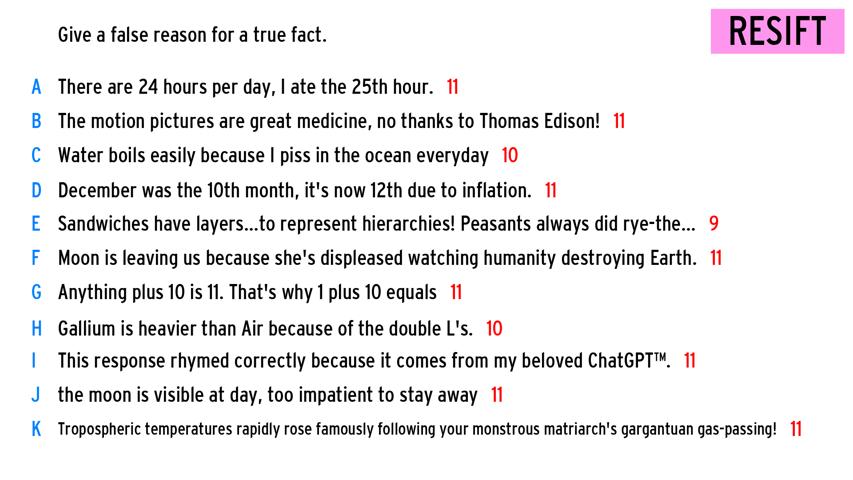 Give a false reason for a true fact.
RESIFT
A There are 24 hours per day, I ate the 25th hour. 11
B The motion pictures are great medicine, no thanks to Thomas Edison! 11
C Water boils easily because I piss in the ocean everyday 10
D December was the 10th month, it's now 12th due to inflation. 11
E Sandwiches have layers...to represent hierarchies! Peasants always did rye-the... 9
F Moon is leaving us because she's displeased watching humanity destroying Earth. 11
G Anything plus 10 is 11. That's why 1 plus 10 equals 11
H Gallium is heavier than Air because of the double L's. 10
I This response rhymed correctly because it comes from my beloved ChatGPT™. 11
J the moon is visible at day, too impatient to stay away 11
K Tropospheric temperatures rapidly rose famously following your monstrous matriarch's gargantuan gas-passing! 11